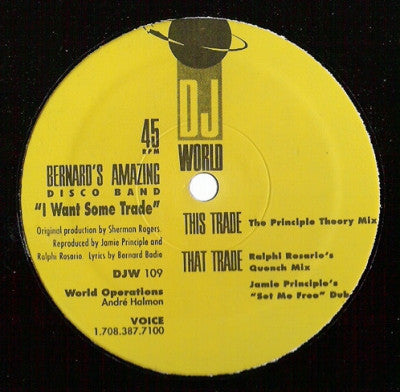 DJ
WORLD
45
RPM
BERNARD'S AMAZING
DISCO BAND
"I Want Some Trade"
Original production by Sherman Rogers.
Reproduced by Jamie Principle and
Ralphi Rosario. Lyrics by Barnard Badie
DJW 109
World Operations
André Halmon
VOICE
1.708.387.7100
THIS TRADE The Principle Theory Mix
THAT TRADE Ralphi Rosario's
Quench Mix
Jamie Principle's
"Set Me Free" Dub